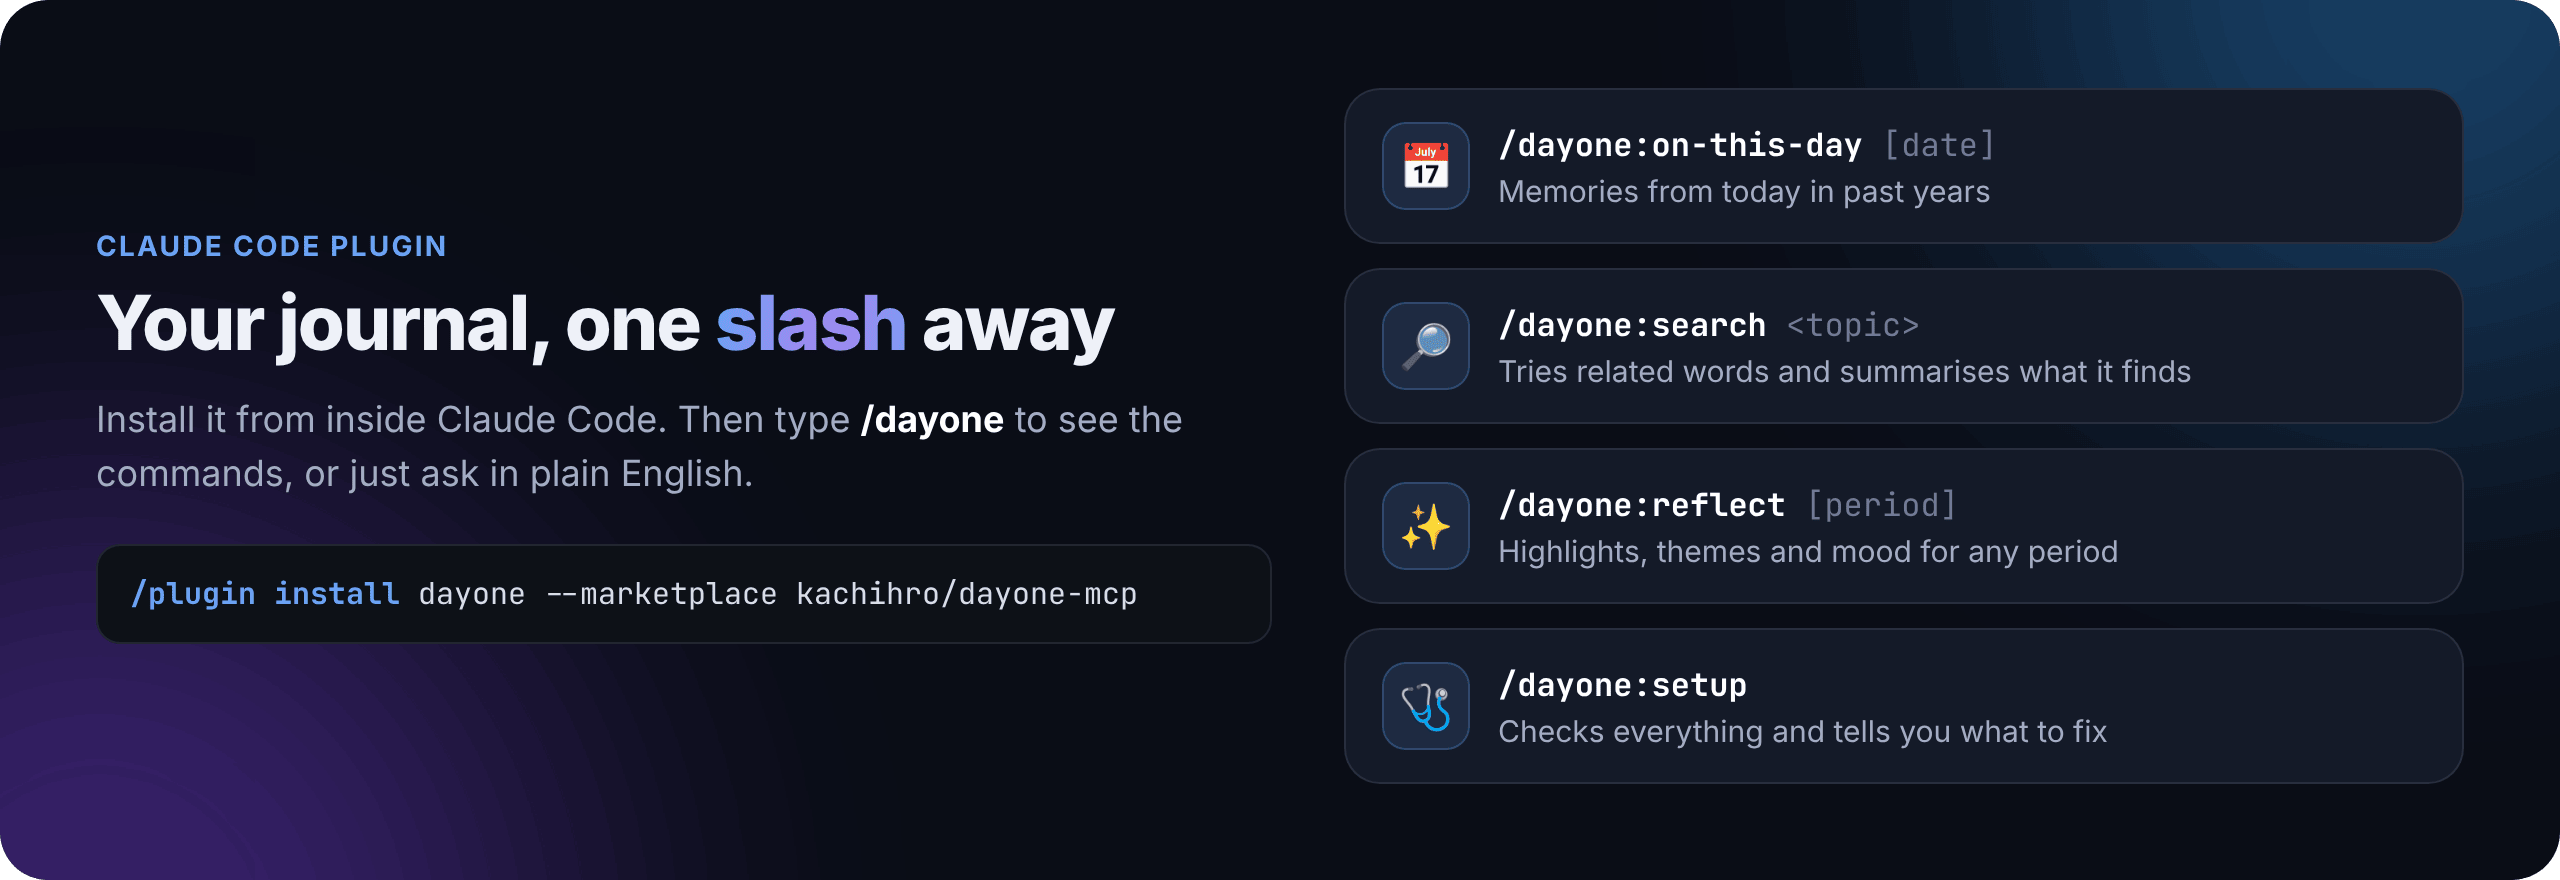 CLAUDE CODE PLUGIN
Your journal, one slash away
Install it from inside Claude Code. Then type /dayone to see the
commands, or just ask in plain English.
/plugin install dayone --marketplace kachihro/dayone-mcp
July
17
/dayone:on-this-day [date]
Memories from today in past years
/dayone:search <topic>
Tries related words and summarises what it finds
/dayone:reflect [period]
Highlights, themes and mood for any period
/dayone:setup
Checks everything and tells you what to fix